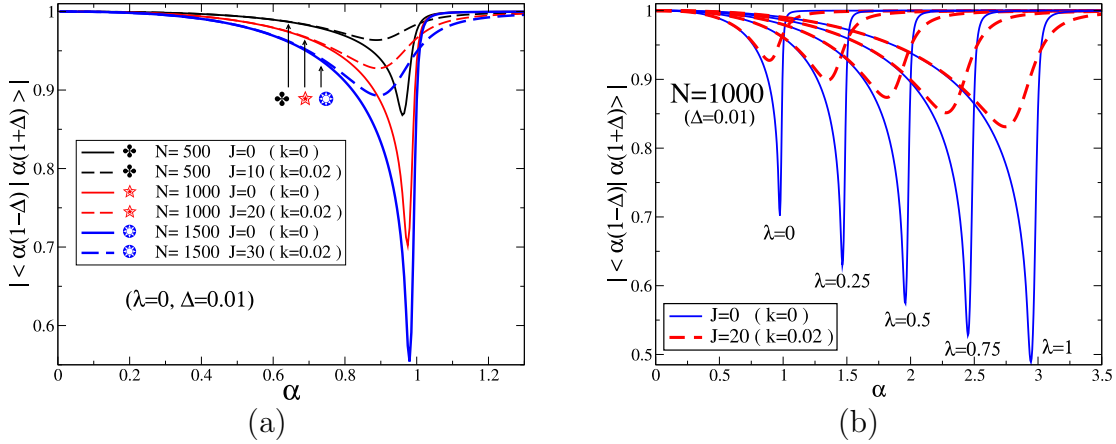 | < α(1−Δ) | α(1+Δ) > |
1
0.9
0.8
0.7
0.6
N= 500 J=0 ( k=0 )
N= 500 J=10 ( k=0.02 )
N= 1000 J=0 ( k=0 )
N= 1000 J=20 ( k=0.02 )
N= 1500 J=0 ( k=0 )
N= 1500 J=30 ( k=0.02 )
(λ=0, Δ=0.01)
0 0.2 0.4 0.6 0.8 1 1.2
α
(a)
| < α(1−Δ)| α(1+Δ)> |
1
0.9
0.8
0.7
0.6
0.5
N=1000
(Δ=0.01)
λ=0
λ=0.25
λ=0.5
λ=0.75
λ=1
J=0 ( k=0 )
J=20 ( k=0.02 )
0 0.5 1 1.5 2 2.5 3 3.5
α
(b)